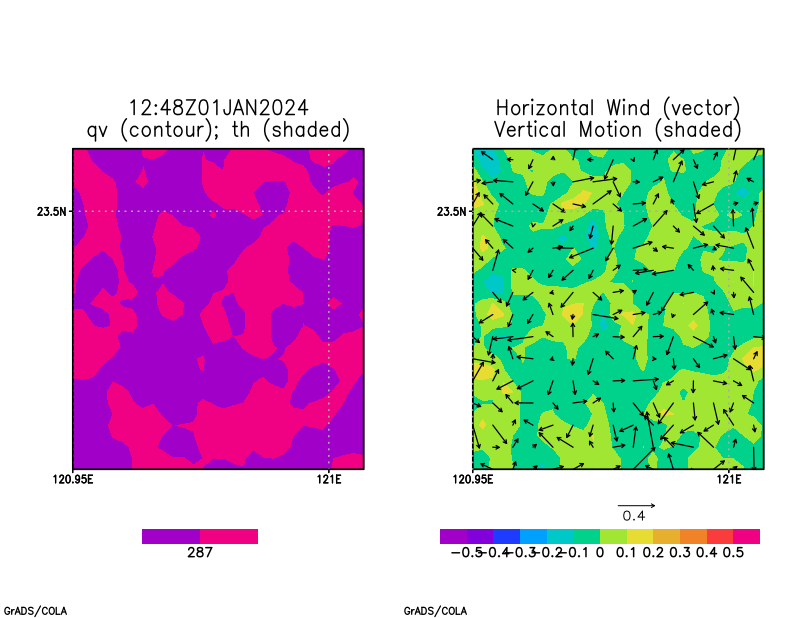 12:48Z01JAN2024
qv (contour); th (shaded)
23.5N
120.95E
121E
287
Horizontal Wind (vector)
Vertical Motion (shaded)
23.5N
120.95E
121E
0.4
-0.5 -0.4 -0.3 -0.2 -0.1 0 0.1 0.2 0.3 0.4 0.5
GrADS/COLA
GrADS/COLA